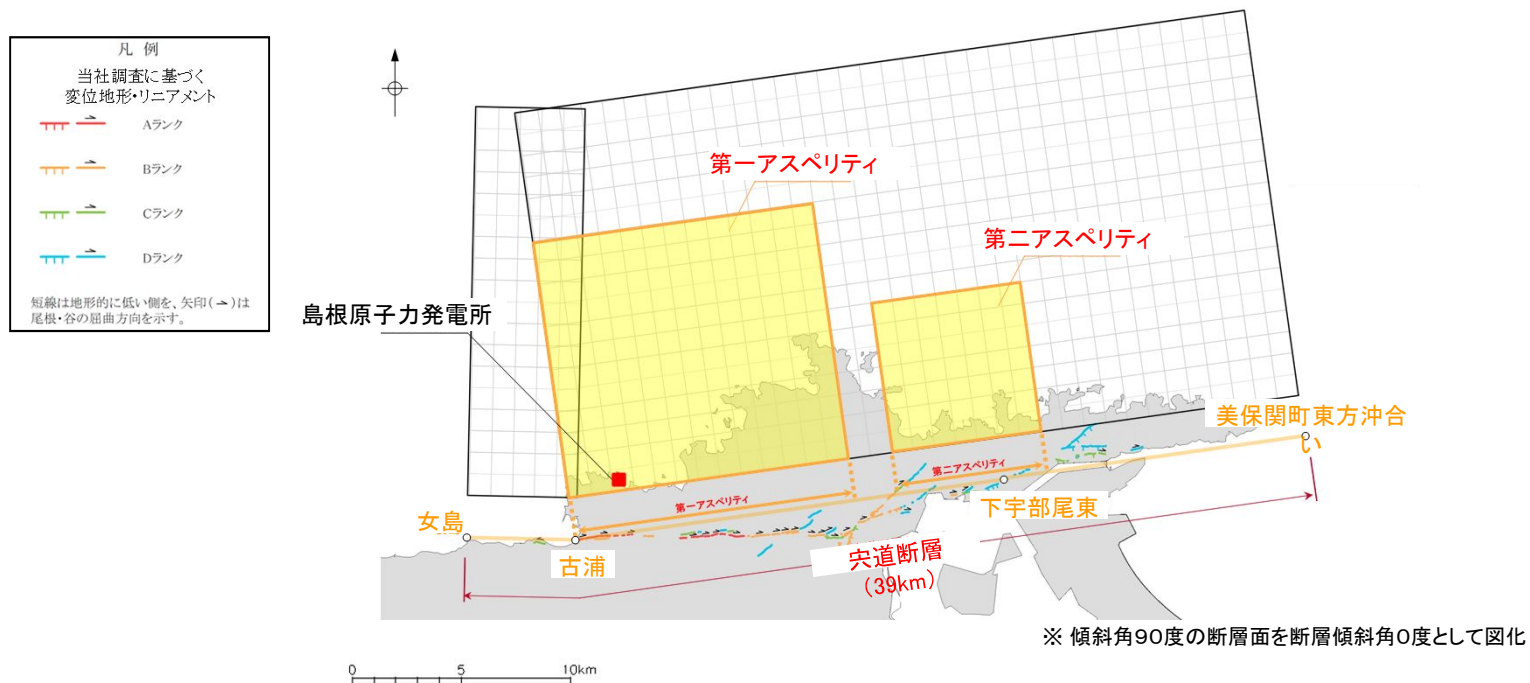 凡 例
当社調査に基づく
変位地形・リニアメント
Aランク
Bランク
Cランク
Dランク
短線は地形的に低い側を、矢印(⇀)は
尾根・谷の屈曲方向を示す。
第一アスペリティ
第二アスペリティ
島根原子力発電所
美保関町東方沖合
い
第二アスペリティ
第一アスペリティ
下宇部尾東
女島
古浦
宍道断層
(39km)
※ 傾斜角90度の断層面を断層傾斜角0度として図化
0 5 10km